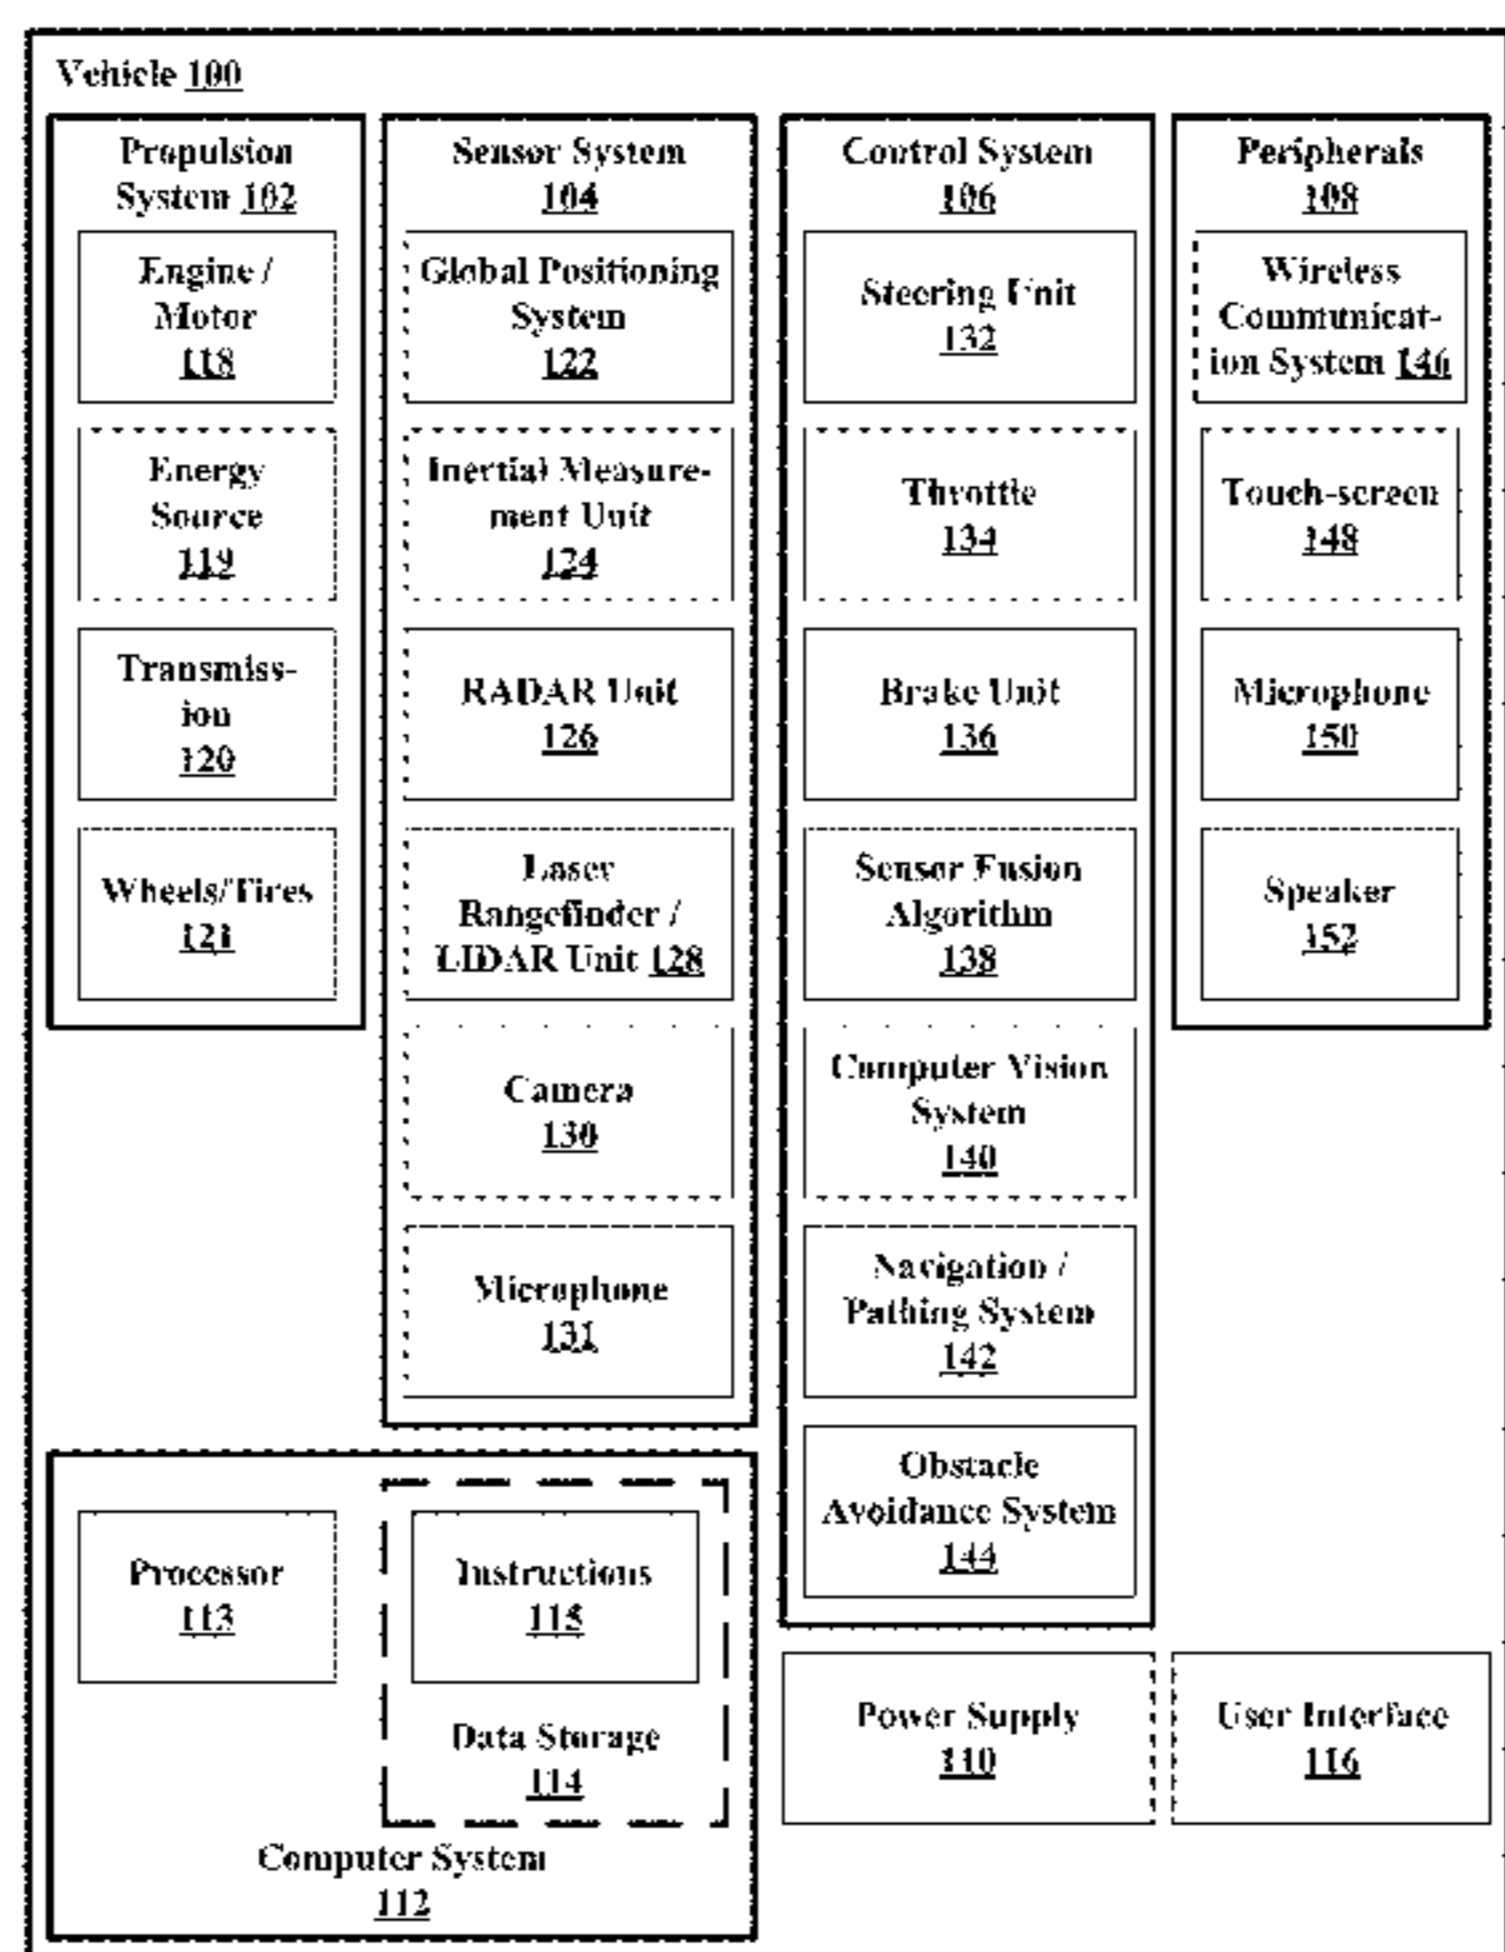 Vehicle 100
Propulsion
System 102
Engine /
Motor
118
Energy
Source
119
Transmiss-
ion
120
Wheels/Tires
121
Sensor System
104
Global Positioning
System
122
Inertial Measure-
ment Unit
124
RADAR Unit
126
Laser
Rangefinder /
LIDAR Unit 128
Camera
130
Microphone
131
Control System
106
Steering Unit
132
Throttle
134
Brake Unit
136
Sensor Fusion
Algorithm
138
Computer Vision
System
140
Navigation /
Pathing System
142
Obstacle
Avoidance System
144
Peripherals
108
Wireless
Communicat-
ion System 146
Touch-screen
148
Microphone
150
Speaker
152
Processor
113
Instructions
115
Data Storage
114
Computer System
112
Power Supply
110
User Interface
116